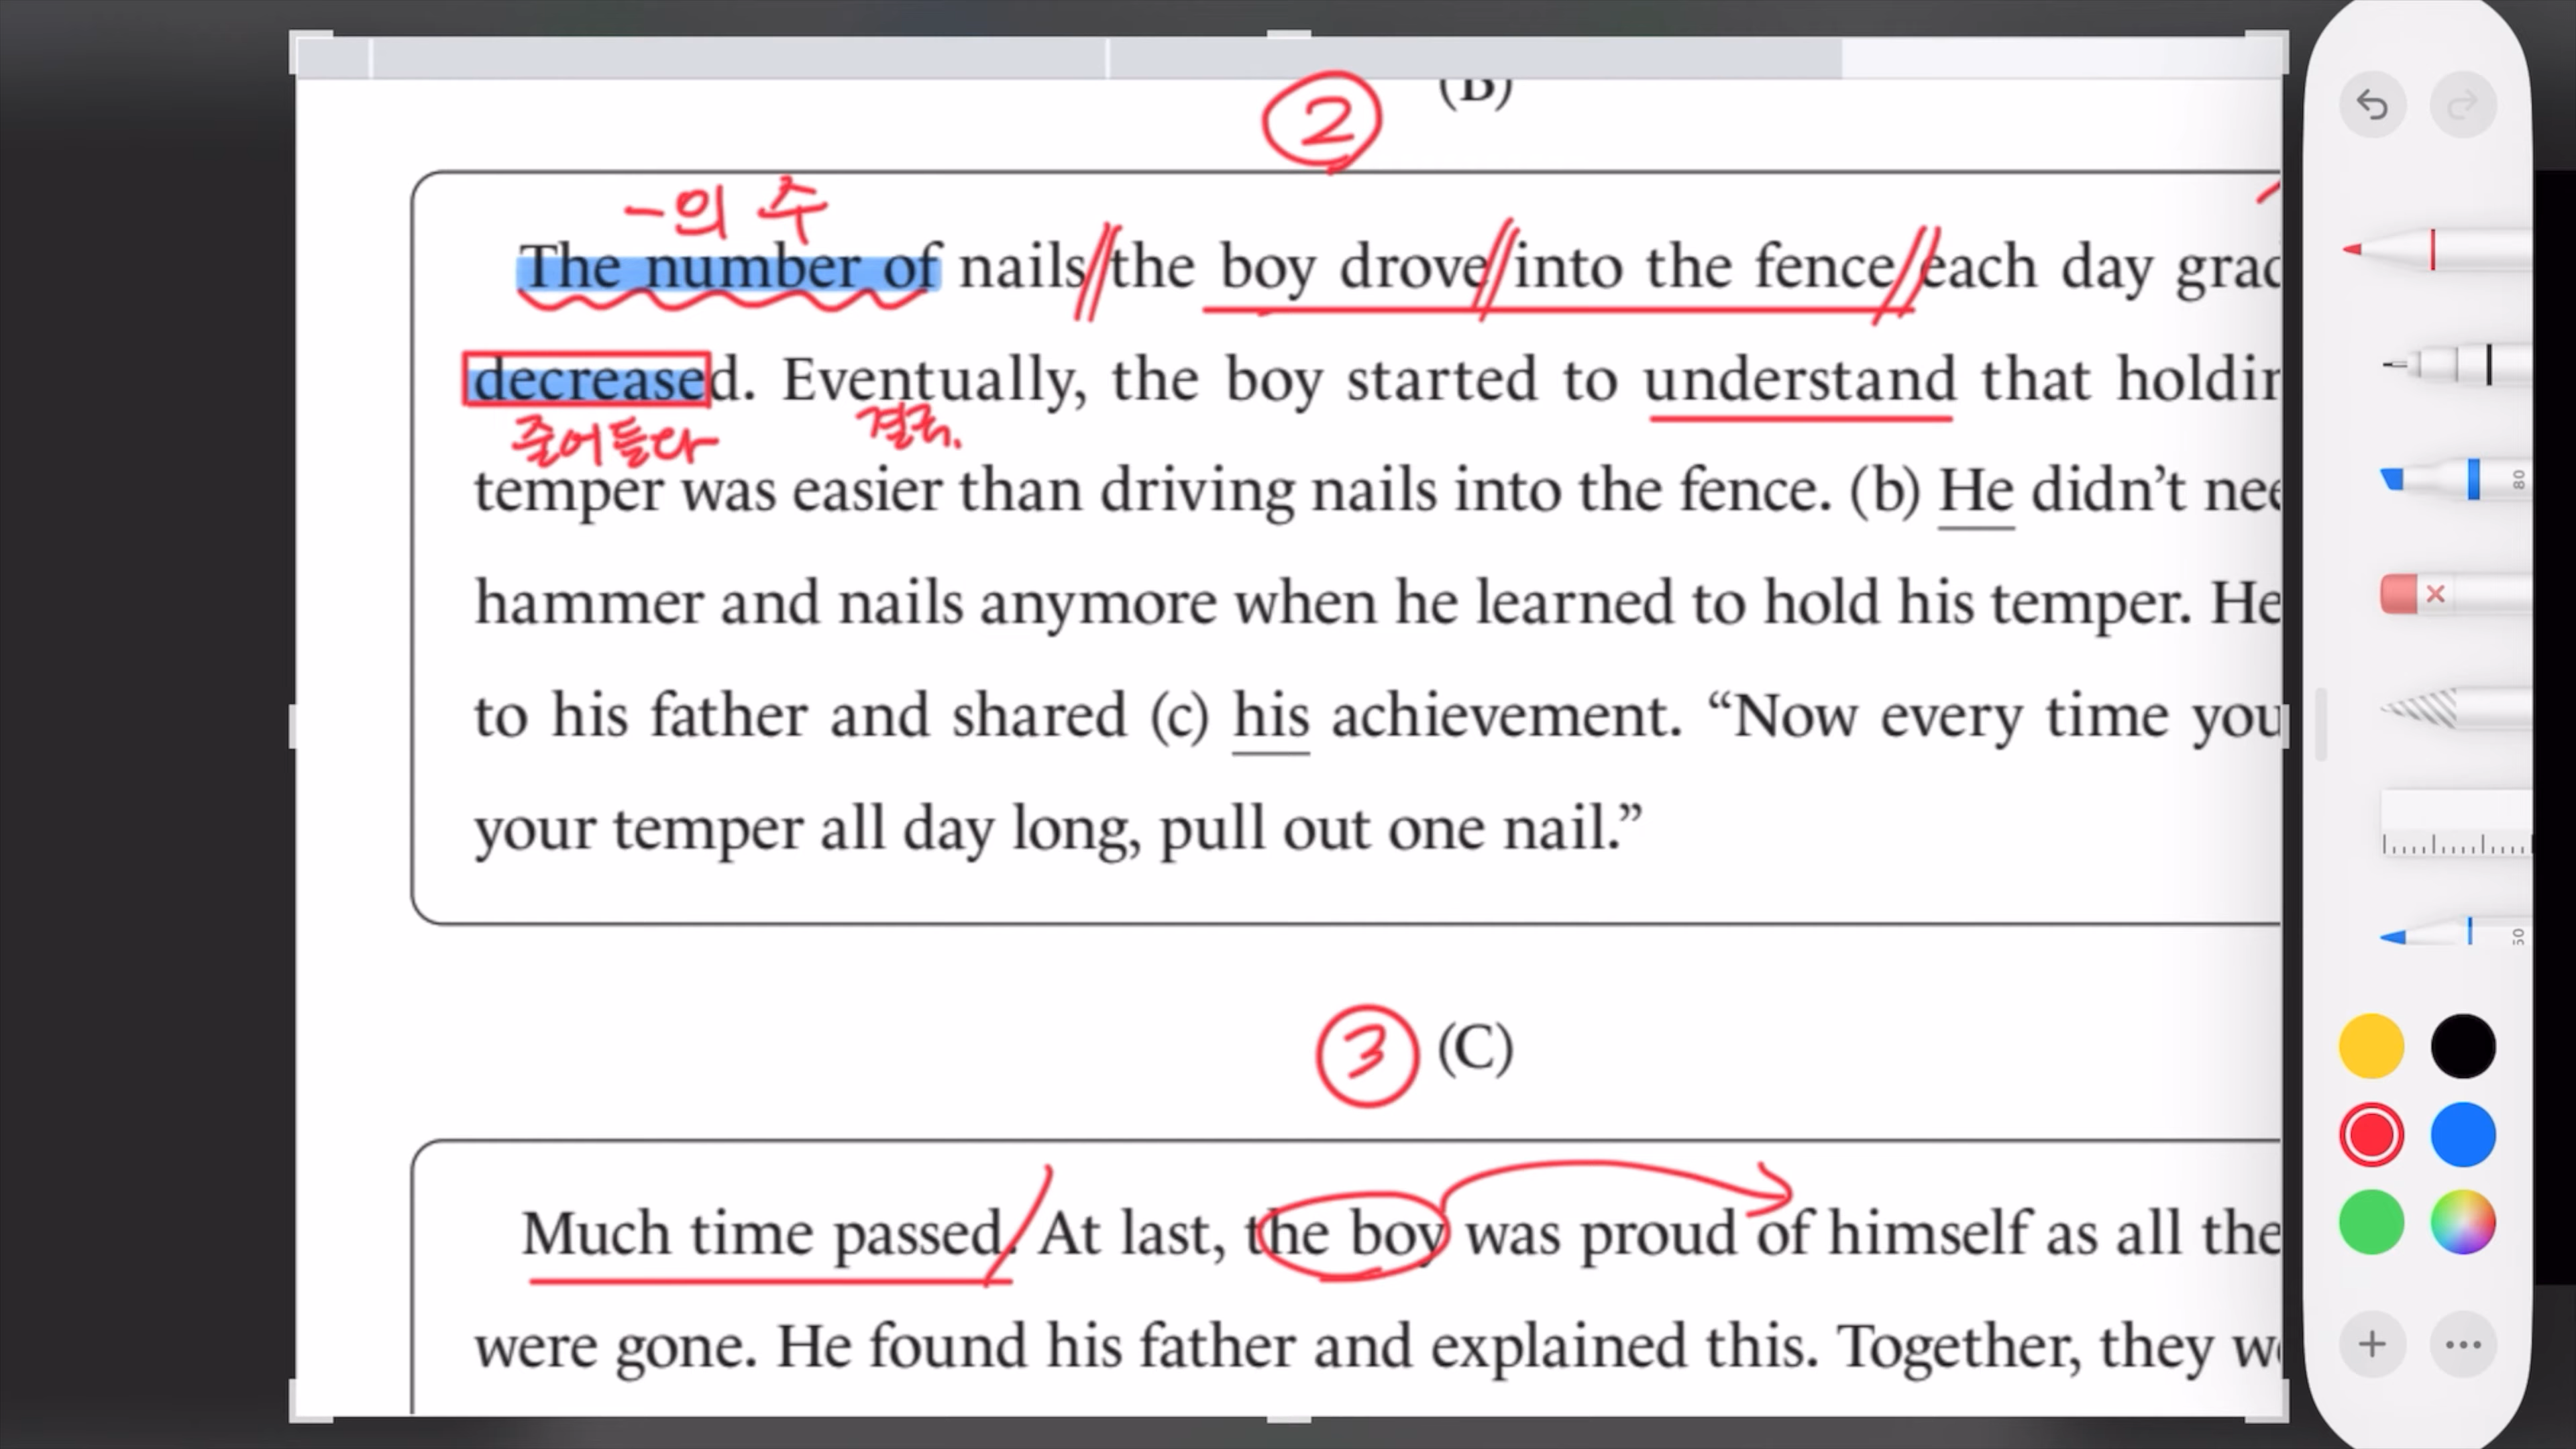 ② (B)
-의 수
The number of nails the boy drove into the fence each day
decreased. Eventually, the boy started to understand that
줄어들다 결국.
temper was easier than driving nails into the fence. (b) He didn't
hammer and nails anymore when he learned to hold his temper. He
to his father and shared (c) his achievement. “Now every time you
your temper all day long, pull out one nail.”
③ (C)
Much time passed. At last, the boy was proud of himself as all the
were gone. He found his father and explained this. Together, they
80
50